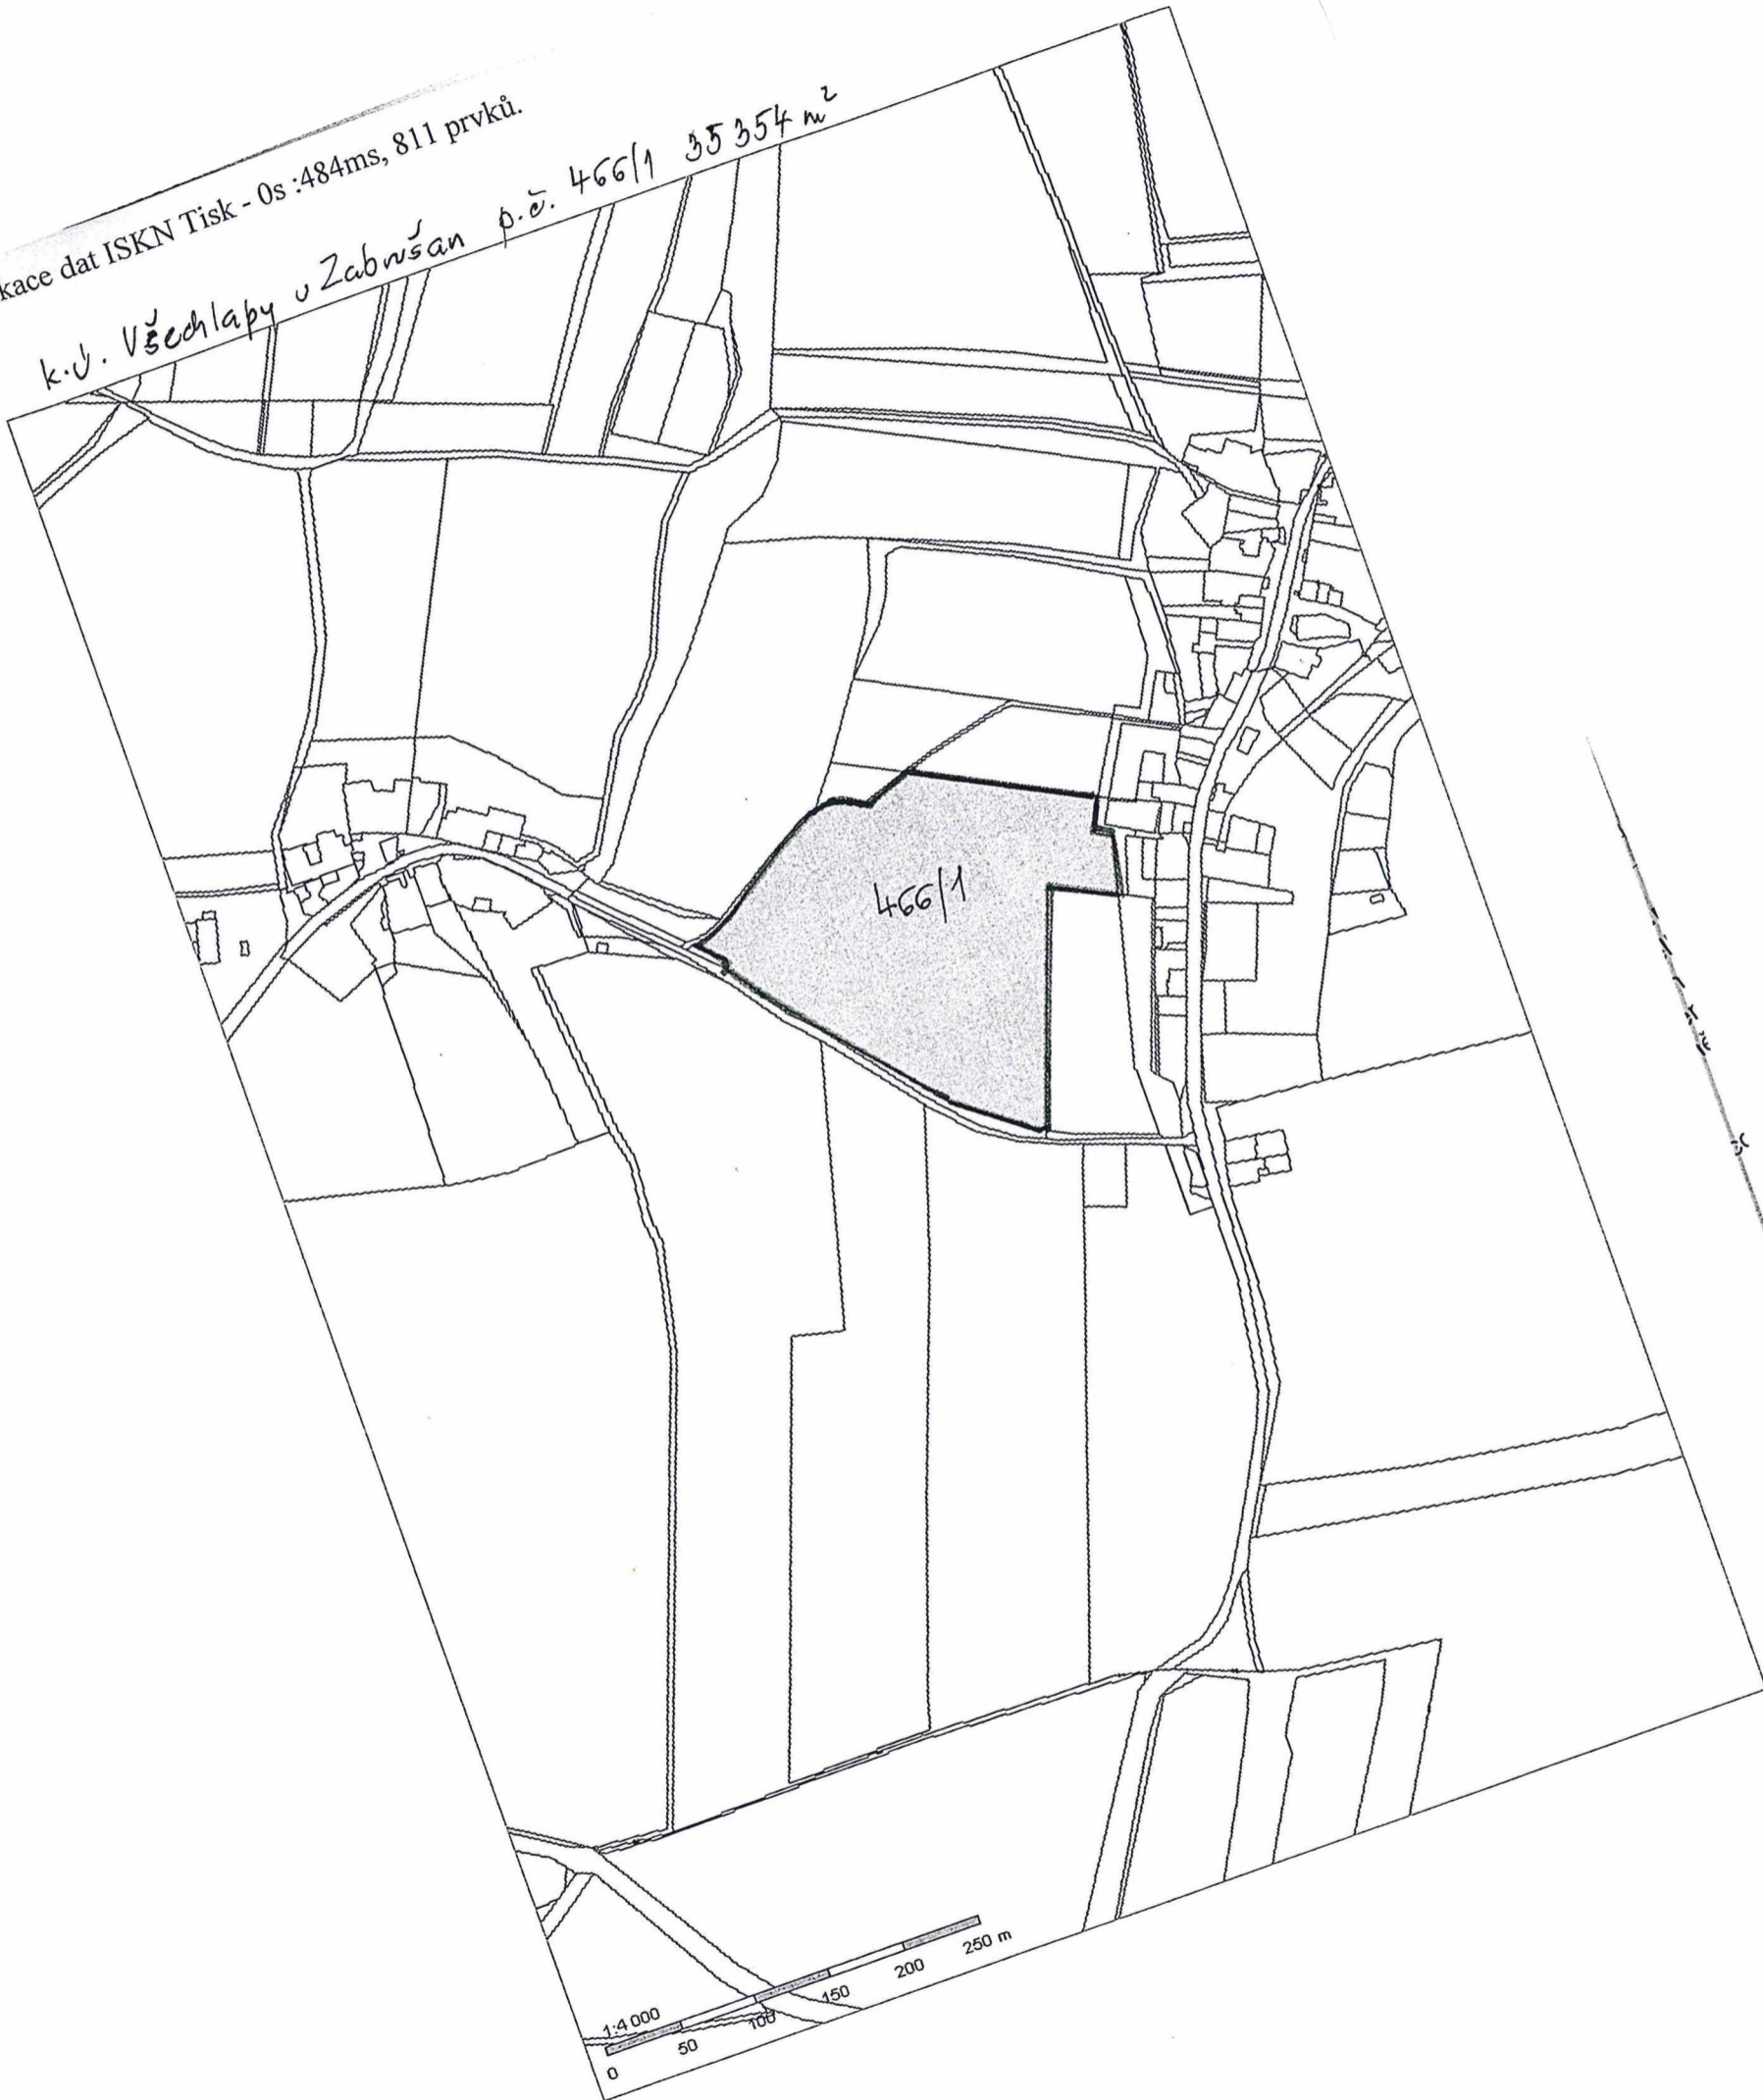 kace dat ISKN Tisk - 0s :484ms, 811 prvků.
k.ú. Všechlapy u Zabrušan p.č. 466/1 35 354 m²
466/1
1:4 000
0 50 100 150 200 250 m